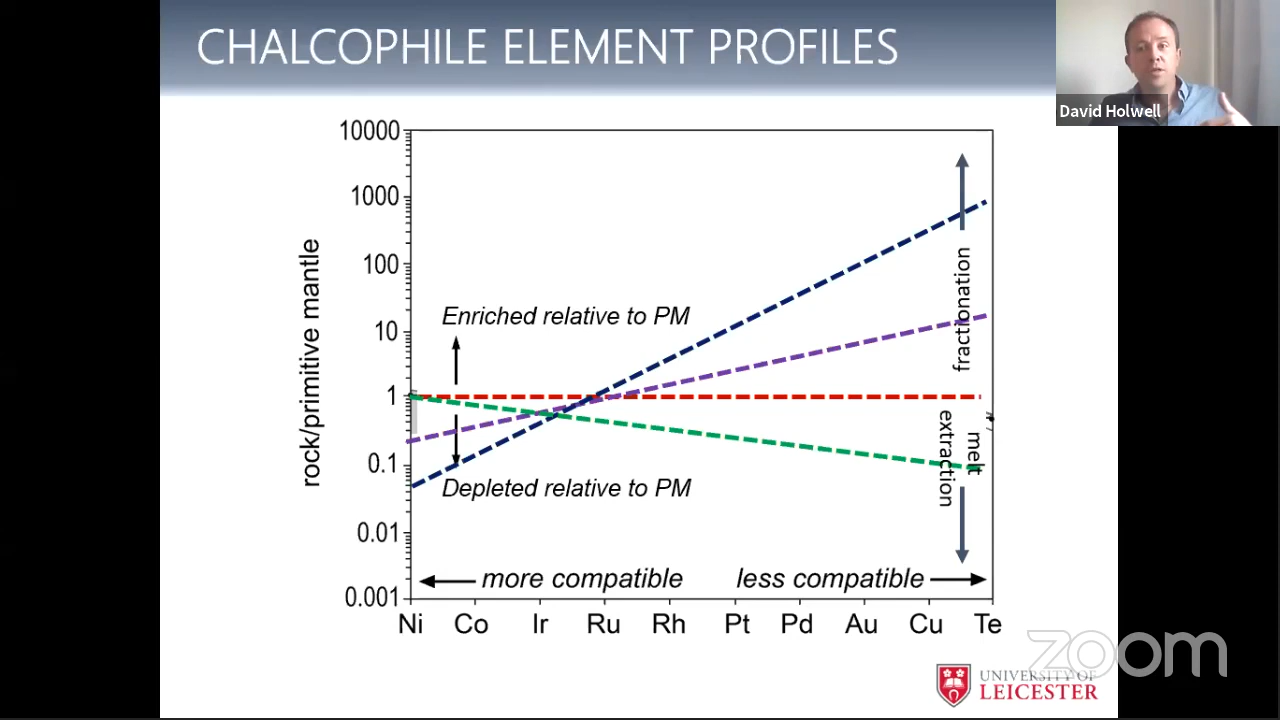 CHALCOPHILE ELEMENT PROFILES
David Holwell
10000
1000
100
10
1
0.1
0.01
0.001
rock/primitive mantle
Enriched relative to PM
Depleted relative to PM
fractionation
melt
extraction
more compatible
less compatible
Ni Co Ir Ru Rh Pt Pd Au Cu Te
zoom
UNIVERSITY OF
LEICESTER